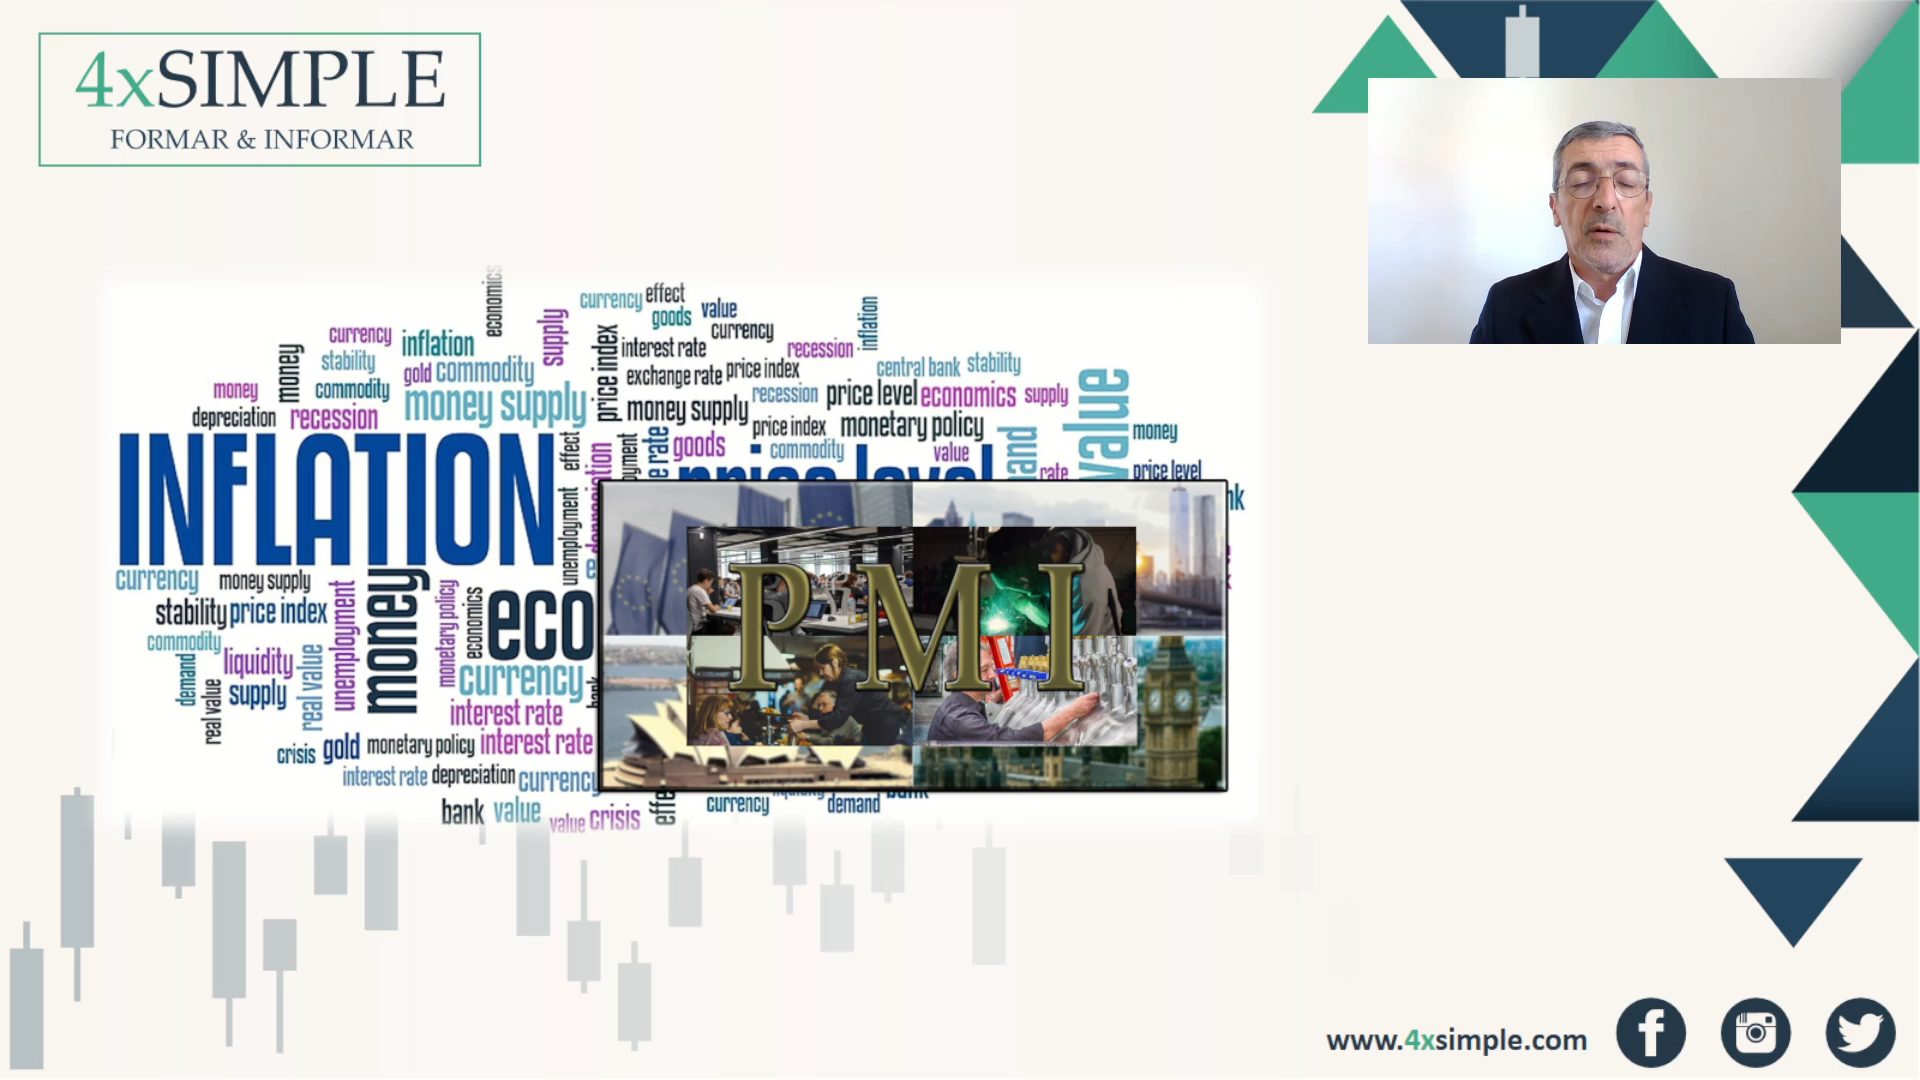 4xSIMPLE
FORMAR & INFORMAR
economics
currency effect value
goods currency
supply
inflation
currency inflation
price index
interest rate recession
money
stability gold commodity
exchange rate price index central bank stability
money commodity money supply
recession price level economics supply
value
depreciation recession
money supply price index monetary policy
money
INFLATION
effect
goods commodity value
rate
price level
price level
unemployment
currency money supply
stability price index
unemployment
money
monetary policy
economics
eco
commodity
demand
liquidity
supply
real value
real value
currency
interest rate
crisis gold monetary policy interest rate
interest rate depreciation currency
bank value value crisis
currency demand
PMI
www.4xsimple.com